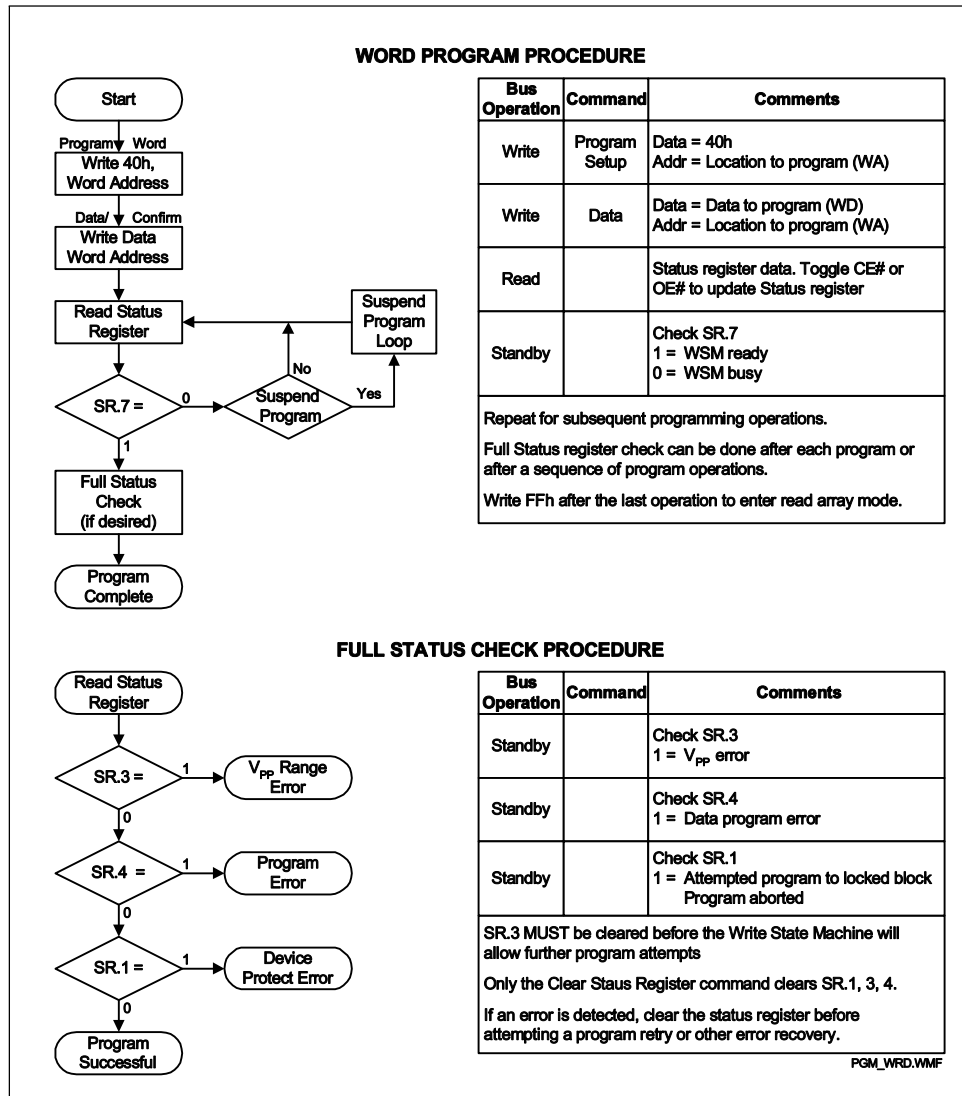 WORD PROGRAM PROCEDURE
Start
Program Word
Write 40h,
Word Address
Data/ Confirm
Write Data
Word Address
Read Status
Register
Suspend
Program
Loop
No
SR.7 =
0
Suspend
Program
Yes
1
Full Status
Check
(if desired)
Program
Complete
Bus
Operation
Command
Comments
Write
Program
Setup
Data = 40h
Addr = Location to program (WA)
Write
Data
Data = Data to program (WD)
Addr = Location to program (WA)
Read
Status register data. Toggle CE# or
OE# to update Status register
Standby
Check SR.7
1 = WSM ready
0 = WSM busy
Repeat for subsequent programming operations.
Full Status register check can be done after each program or
after a sequence of program operations.
Write FFh after the last operation to enter read array mode.
FULL STATUS CHECK PROCEDURE
Read Status
Register
SR.3 =
1
VPP Range
Error
0
SR.4 =
1
Program
Error
0
SR.1 =
1
Device
Protect Error
0
Program
Successful
Bus
Operation
Command
Comments
Standby
Check SR.3
1 = VPP error
Standby
Check SR.4
1 = Data program error
Standby
Check SR.1
1 = Attempted program to locked block
Program aborted
SR.3 MUST be cleared before the Write State Machine will
allow further program attempts
Only the Clear Staus Register command clears SR.1, 3, 4.
If an error is detected, clear the status register before
attempting a program retry or other error recovery.
PGM_WRD.WMF